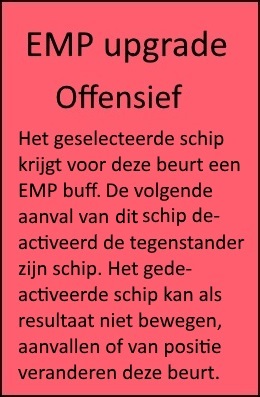 EMP upgrade
Offensief
Het geselecteerde schip
krijgt voor deze beurt een
EMP buff. De volgende
aanval van dit schip de-
activeerd de tegenstander
zijn schip. Het gede-
activeerde schip kan als
resultaat niet bewegen,
aanvallen of van positie
veranderen deze beurt.